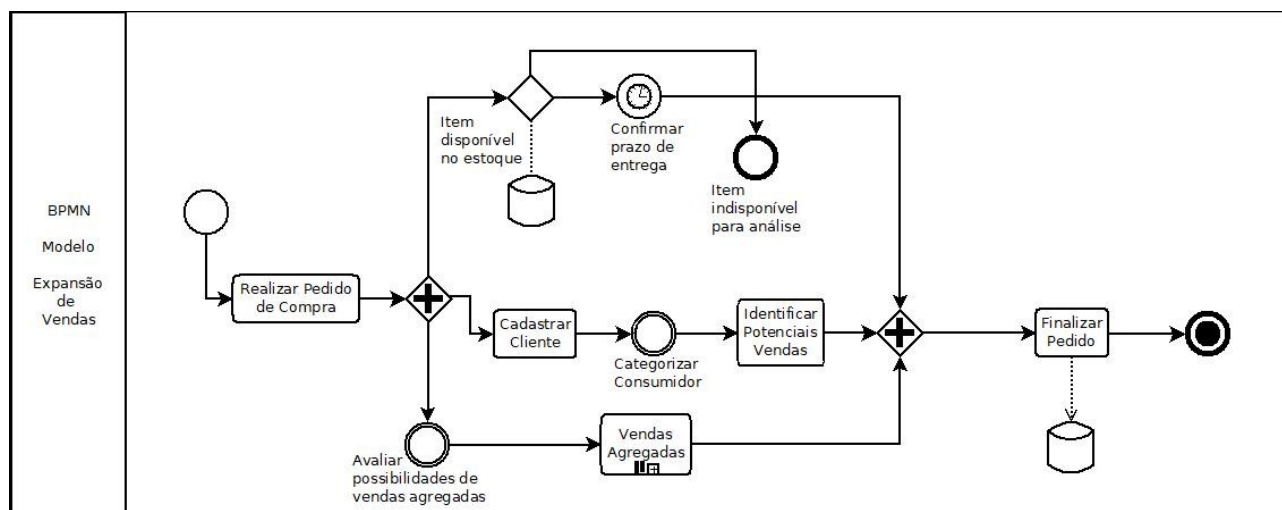 BPMN
Modelo
Expansão
de
Vendas
Realizar Pedido
de Compra
Item
disponível
no estoque
Confirmar
prazo de
entrega
Item
indisponível
para análise
Cadastrar
Cliente
Categorizar
Consumidor
Identificar
Potenciais
Vendas
Avaliar
possibilidades de
vendas agregadas
Vendas
Agregadas
Finalizar
Pedido